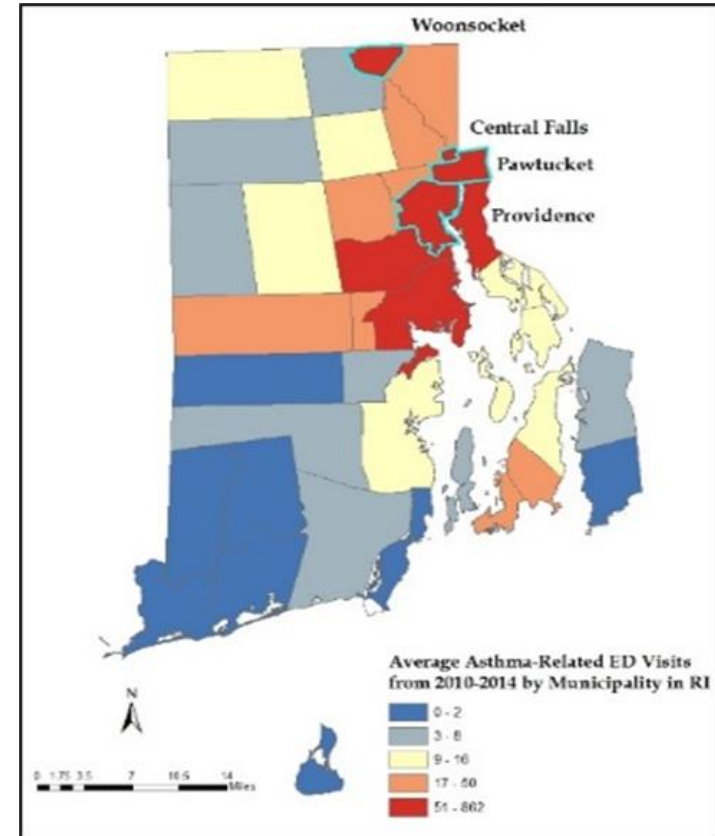 Woonsocket
Central Falls
Pawtucket
Providence
Average Asthma-Related ED Visits
from 2010-2014 by Municipality in RI
0 - 2
3 - 8
9 - 16
17 - 50
51 - 862
N
0 1.75 3.5 7 10.5 14
Miles